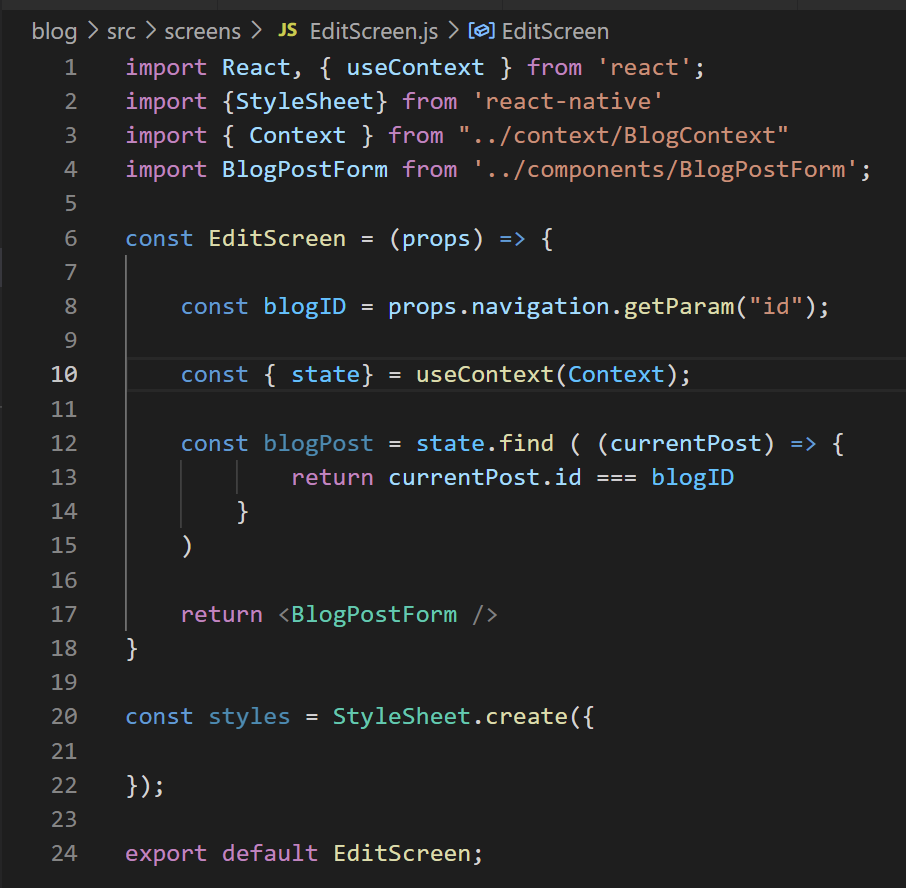 blog > src > screens > JS EditScreen.js > EditScreen
1 import React, { useContext } from 'react';
2 import {StyleSheet} from 'react-native'
3 import { Context } from "../context/BlogContext"
4 import BlogPostForm from '../components/BlogPostForm';
5
6 const EditScreen = (props) => {
7
8     const blogID = props.navigation.getParam("id");
9
10     const { state} = useContext(Context);
11
12     const blogPost = state.find ( (currentPost) => {
13             return currentPost.id === blogID
14         }
15     )
16
17     return <BlogPostForm />
18 }
19
20 const styles = StyleSheet.create({
21
22 });
23
24 export default EditScreen;